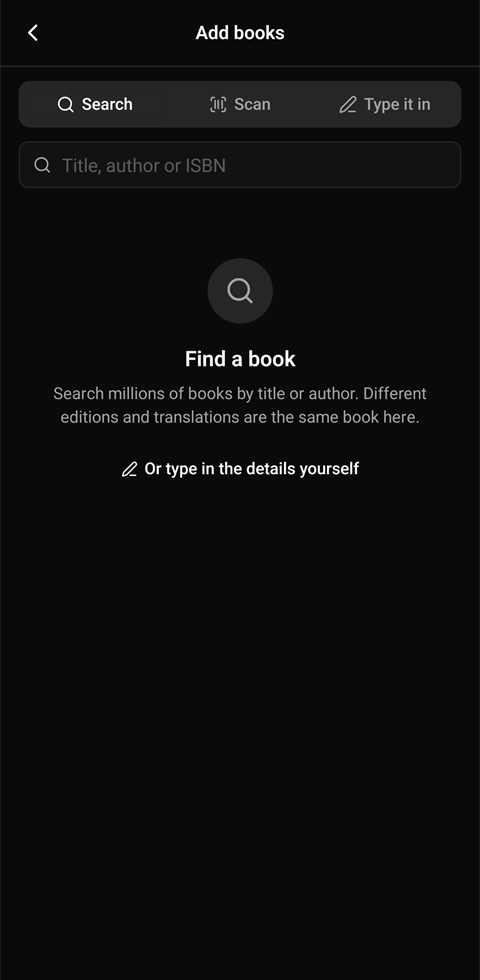 Add books
Search
Scan
Type it in
Title, author or ISBN
Find a book
Search millions of books by title or author. Different
editions and translations are the same book here.
Or type in the details yourself